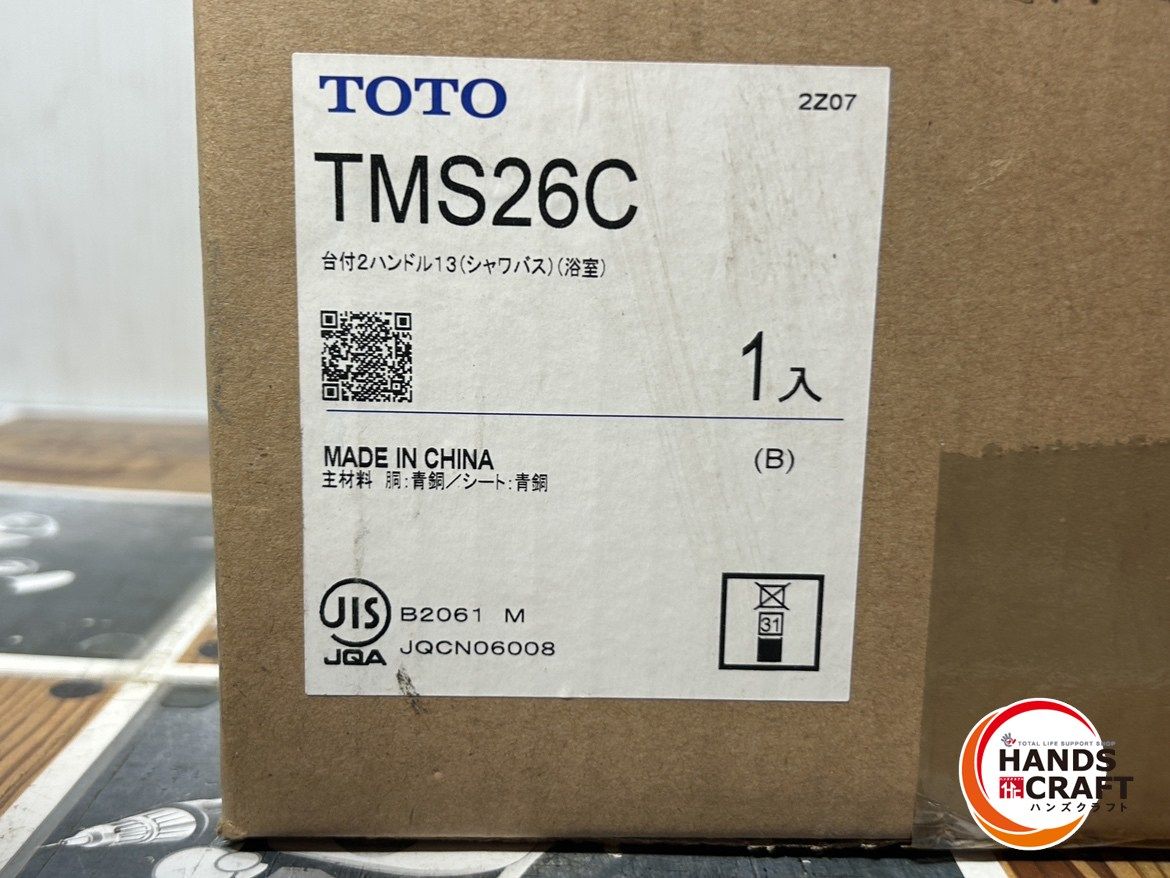 TOTO
2Z07
TMS26C
台付2ハンドル13(シャワバス)(浴室)
1入
MADE IN CHINA
(B)
主材料 胴:青銅/シート:青銅
JIS
B2061 M
JQA
JQCN06008
31
TOTAL LIFE SUPPORT SHOP
HANDS
CRAFT
ハンズクラフト